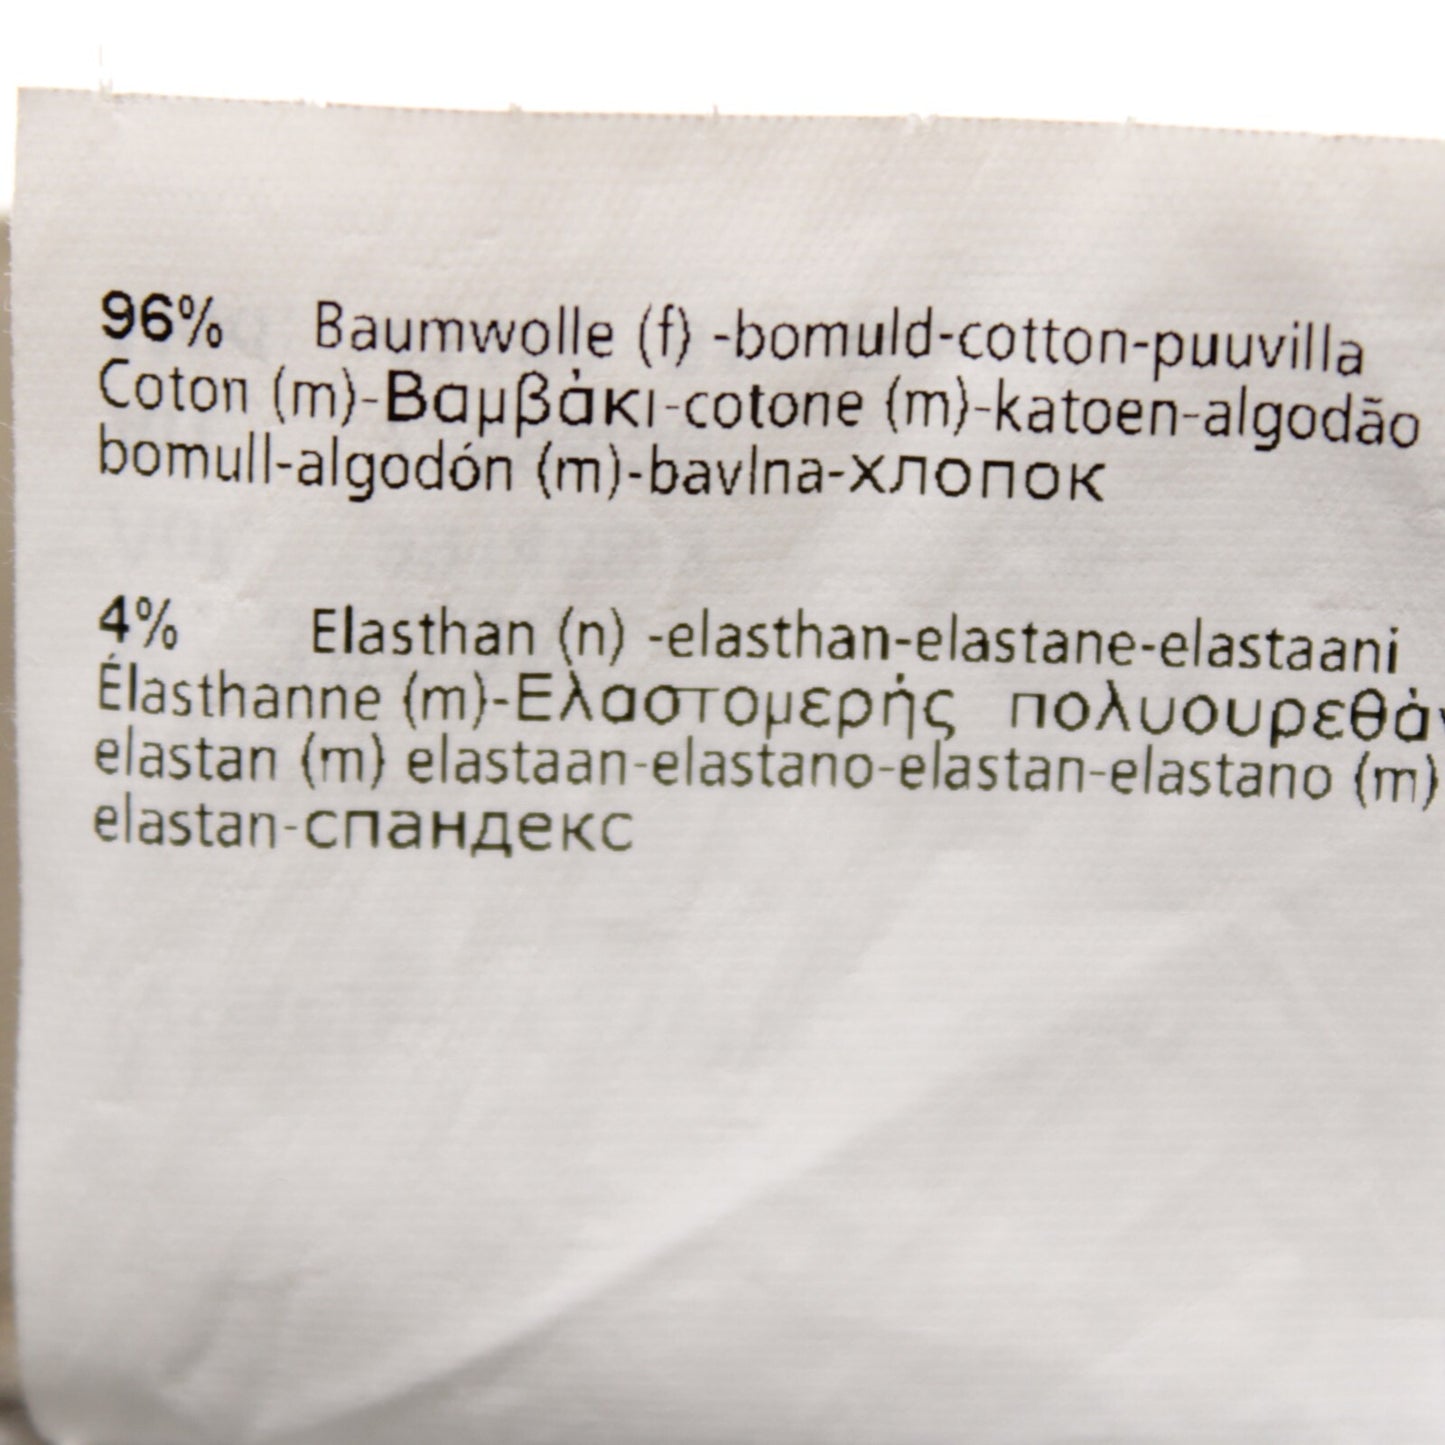 96% Baumwolle (f) -bomuld-cotton-puuvilla
Coton (m)-Βαμβάκι-cotone (m)-katoen-algodão
bomull-algodón (m)-bavlna-хлопок
4% Elasthan (n) -elasthan-elastane-elastaani
Élasthanne (m)-Ελαστομερής
elastan (m) elastaan-elastano-elastan-elastano (m)
elastan-спандекс